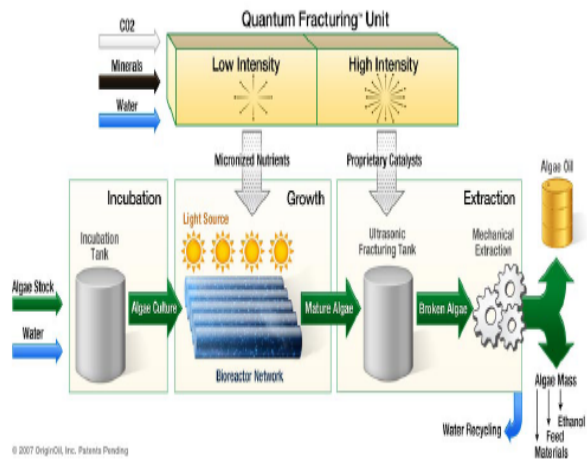 Quantum Fracturing™ Unit
CO2
Minerals
Water
Low Intensity
High Intensity
Micronized Nutrients
Proprietary Catalysts
Algae Oil
Incubation
Growth
Extraction
Incubation
Tank
Light Source
Ultrasonic
Fracturing Tank
Mechanical
Extraction
Algae Stock
Water
Algae Culture
Mature Algae
Broken Algae
Bioreactor Network
Algae Mass
Water Recycling
Ethanol
Feed
Materials
© 2007 OriginOil, Inc. Patents Pending